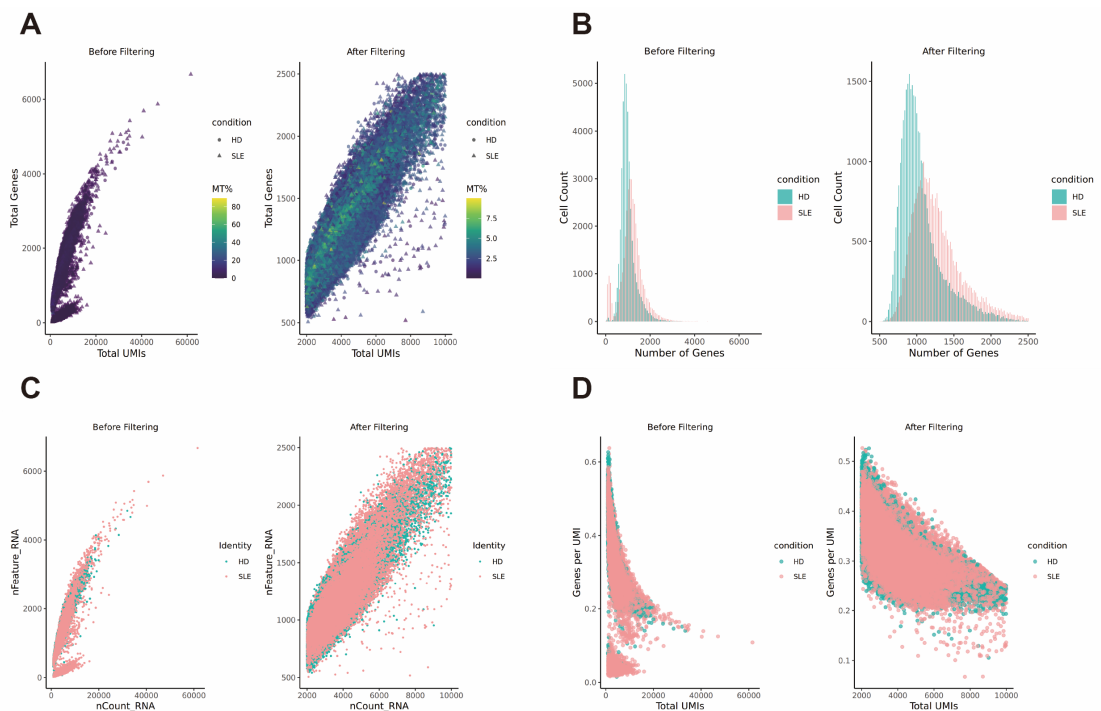 A
Before Filtering
After Filtering
Total Genes
6000
4000
2000
0
0
20000
40000
60000
Total UMIs
condition
HD
SLE
MT%
80
60
40
20
0
Total Genes
2500
2000
1500
1000
500
2000
4000
6000
8000
10000
Total UMIs
condition
HD
SLE
MT%
7.5
5.0
2.5
B
Before Filtering
After Filtering
Cell Count
5000
4000
3000
2000
1000
0
0
2000
4000
6000
Number of Genes
condition
HD
SLE
Cell Count
1500
1000
500
0
500
1000
1500
2000
2500
Number of Genes
condition
HD
SLE
C
Before Filtering
After Filtering
nFeature_RNA
6000
4000
2000
0
0
20000
40000
60000
nCount_RNA
Identity
HD
SLE
nFeature_RNA
2500
2000
1500
1000
500
2000
4000
6000
8000
10000
nCount_RNA
Identity
HD
SLE
D
Before Filtering
After Filtering
Genes per UMI
0.6
0.4
0.2
0.0
0
20000
40000
60000
Total UMIs
condition
HD
SLE
Genes per UMI
0.5
0.4
0.3
0.2
0.1
2000
4000
6000
8000
10000
Total UMIs
condition
HD
SLE